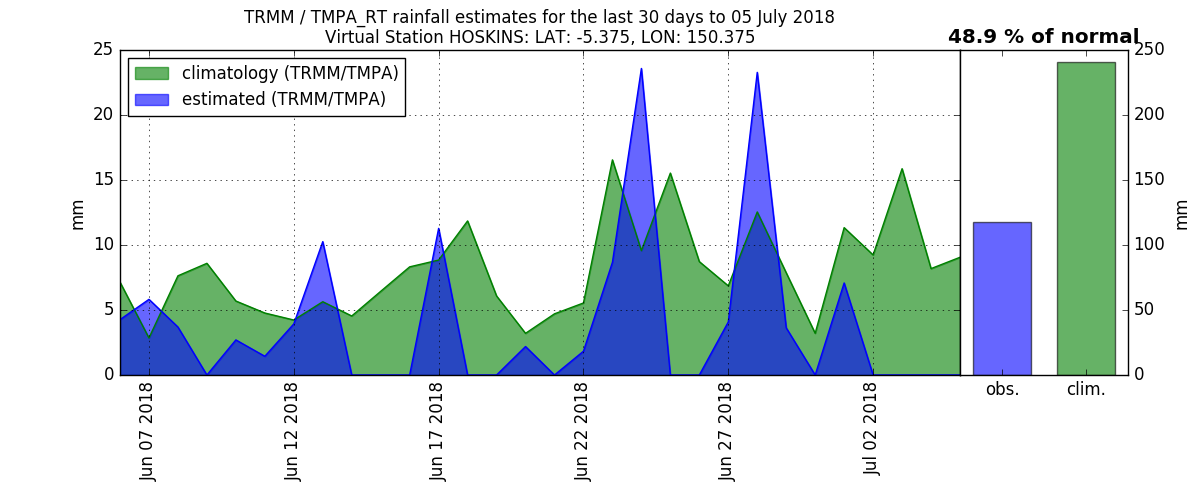 TRMM / TMPA_RT rainfall estimates for the last 30 days to 05 July 2018
Virtual Station HOSKINS: LAT: -5.375, LON: 150.375
48.9 % of normal
climatology (TRMM/TMPA)
estimated (TRMM/TMPA)
25
20
15
10
5
0
mm
Jun 07 2018
Jun 12 2018
Jun 17 2018
Jun 22 2018
Jun 27 2018
Jul 02 2018
250
200
150
100
50
0
mm
obs.
clim.